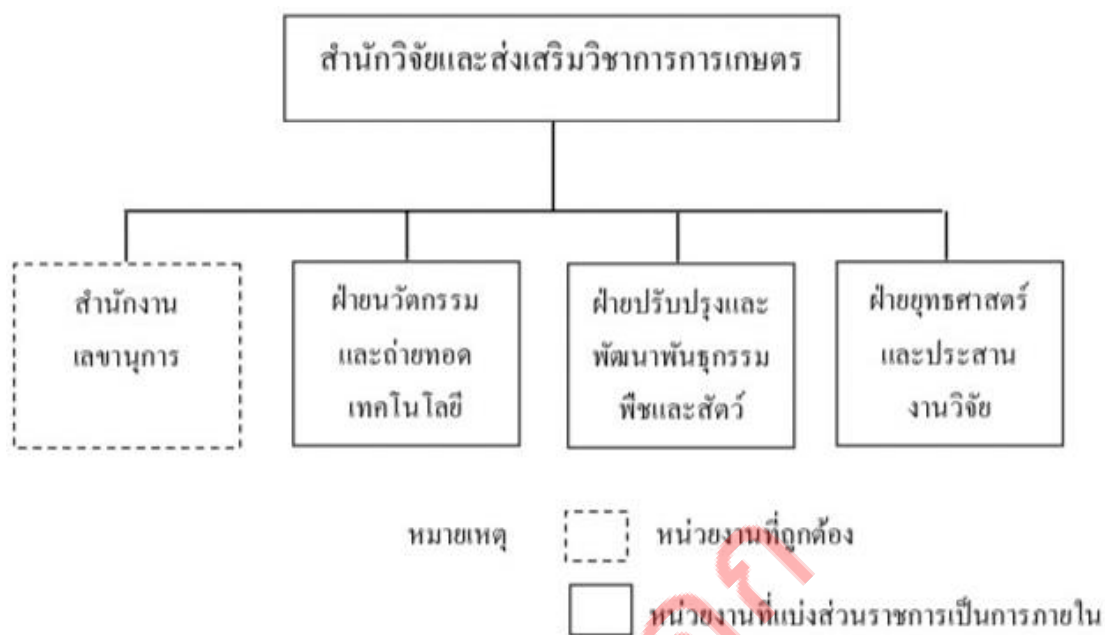 สำนักวิจัยและส่งเสริมวิชาการการเกษตร
สำนักงาน
เลขานุการ
ฝ่ายนวัตกรรม
และถ่ายทอด
เทคโนโลยี
ฝ่ายปรับปรุงและ
พัฒนาพันธุกรรม
พืชและสัตว์
ฝ่ายยุทธศาสตร์
และประสาน
งานวิจัย
หมายเหตุ
หน่วยงานที่ถูกต้อง
หน่วยงานที่แบ่งส่วนราชการเป็นการภายใน